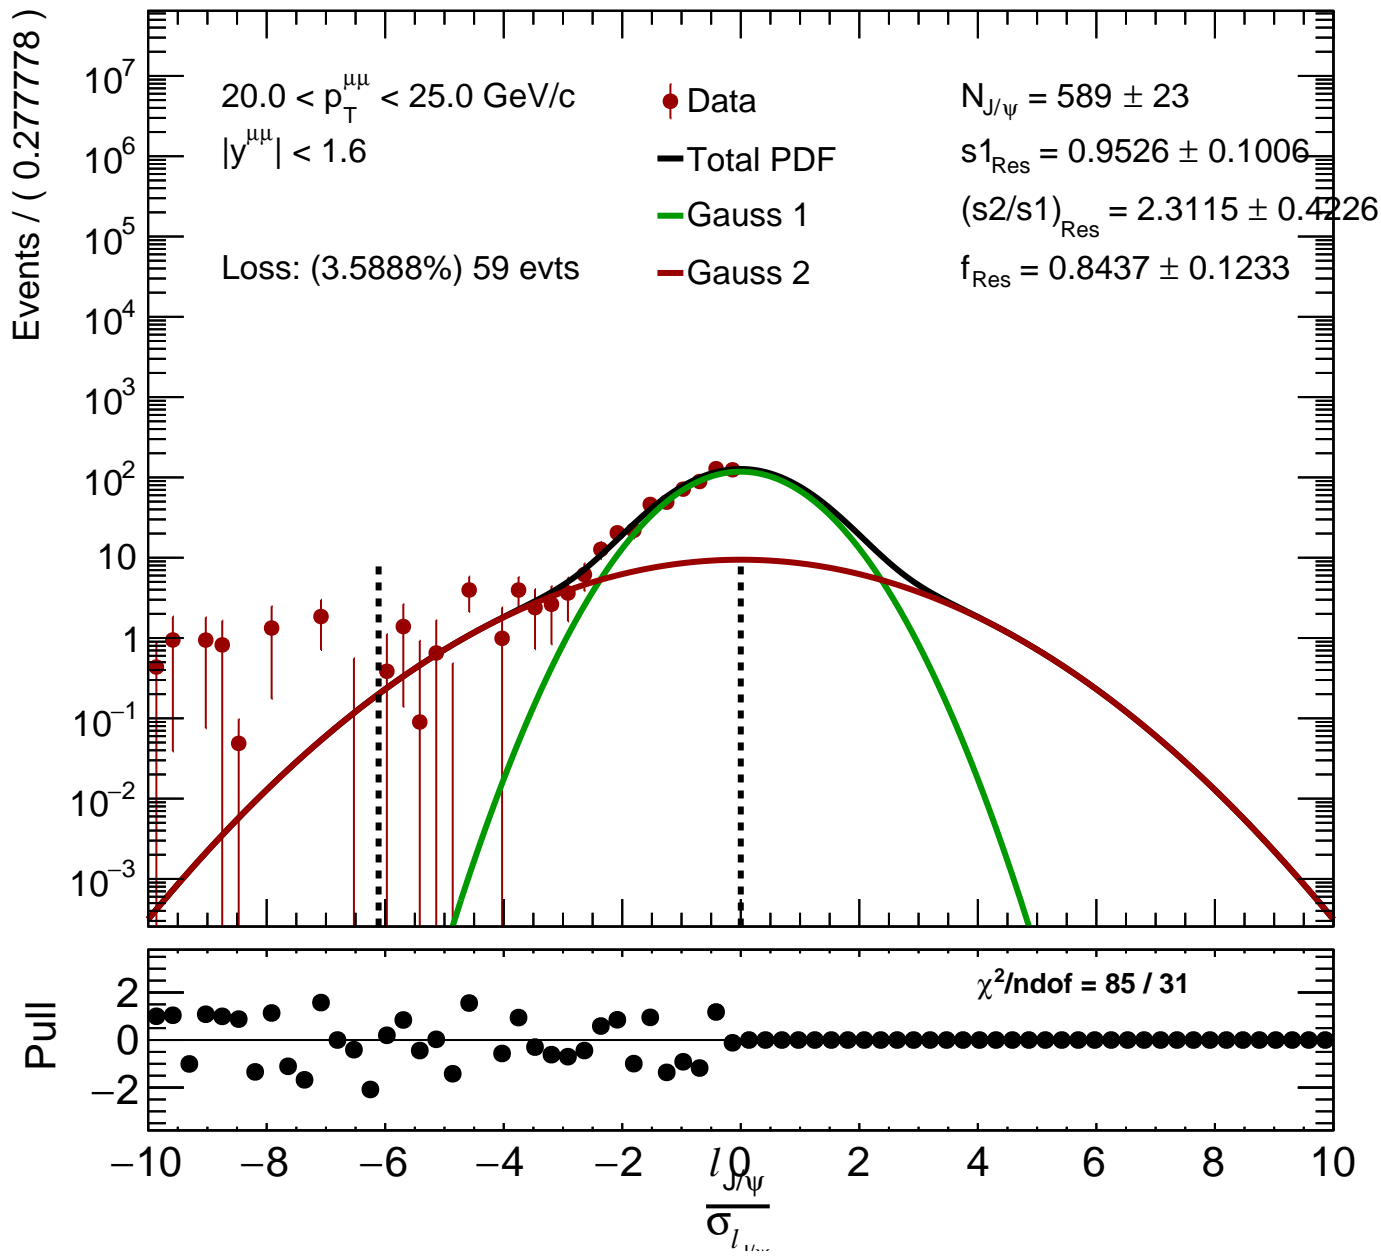 Events / ( 0.2777778 )
10^7
10^6
10^5
10^4
10^3
10^2
10
1
10^−1
10^−2
10^−3
20.0 < p_T^μμ < 25.0 GeV/c
|y^μμ| < 1.6
Loss: (3.5888%) 59 evts
Data
Total PDF
Gauss 1
Gauss 2
N_J/ψ = 589 ± 23
s1_Res = 0.9526 ± 0.1006
(s2/s1)_Res = 2.3115 ± 0.4226
f_Res = 0.8437 ± 0.1233
Pull
2
0
−2
χ²/ndof = 85 / 31
−10 −8 −6 −4 −2 0 2 4 6 8 10
l_J/ψ
σ_l_J/ψ